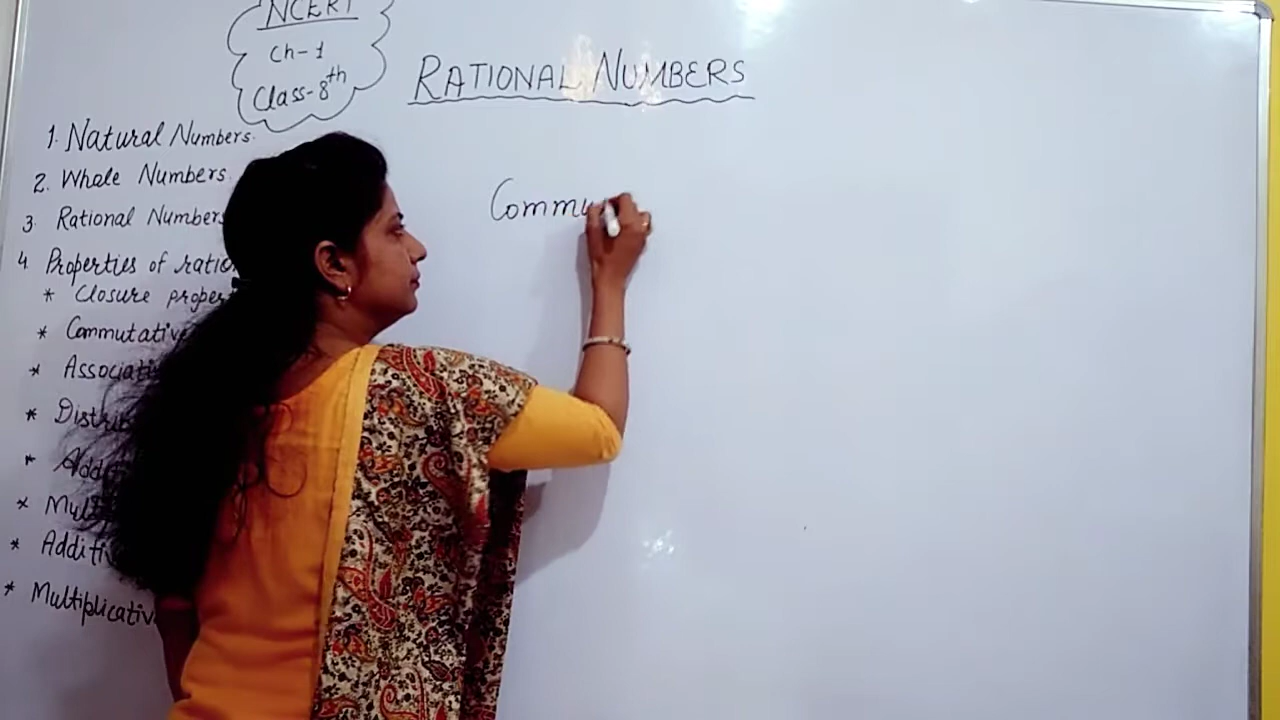 NCERT
Ch-1
Class-8th
RATIONAL NUMBERS
1. Natural Numbers.
2. Whole Numbers.
3. Rational Numbers
4. Properties of ratio
* Closure proper
* Commutative
* Associati
* Distrib
* Addi
* Mult
* Additi
* Multiplicativ
Commu